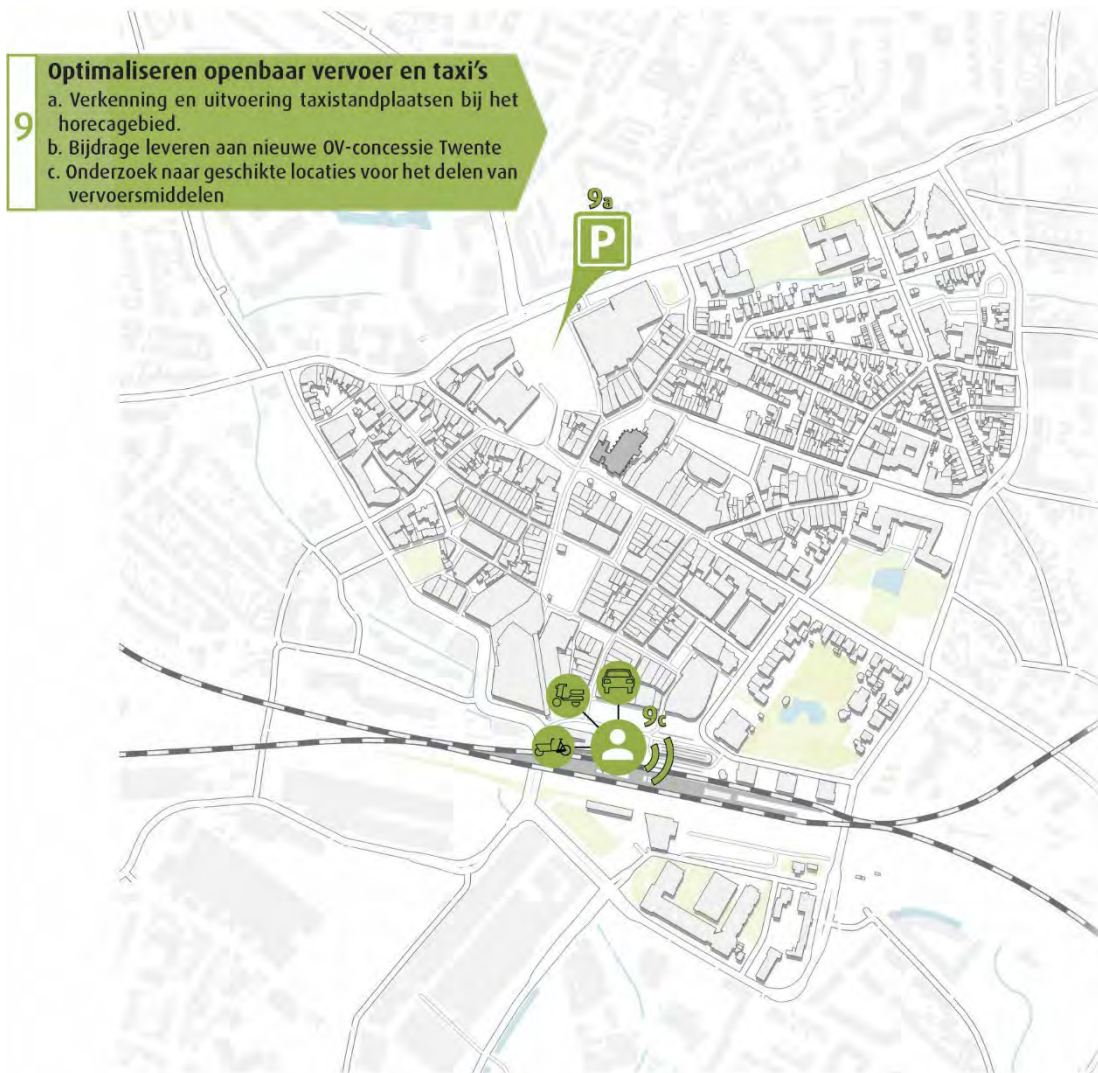 9
Optimaliseren openbaar vervoer en taxi's
a. Verkenning en uitvoering taxistandplaatsen bij het
horecagebied.
b. Bijdrage leveren aan nieuwe OV-concessie Twente
c. Onderzoek naar geschikte locaties voor het delen van
vervoersmiddelen
9a
P
9c